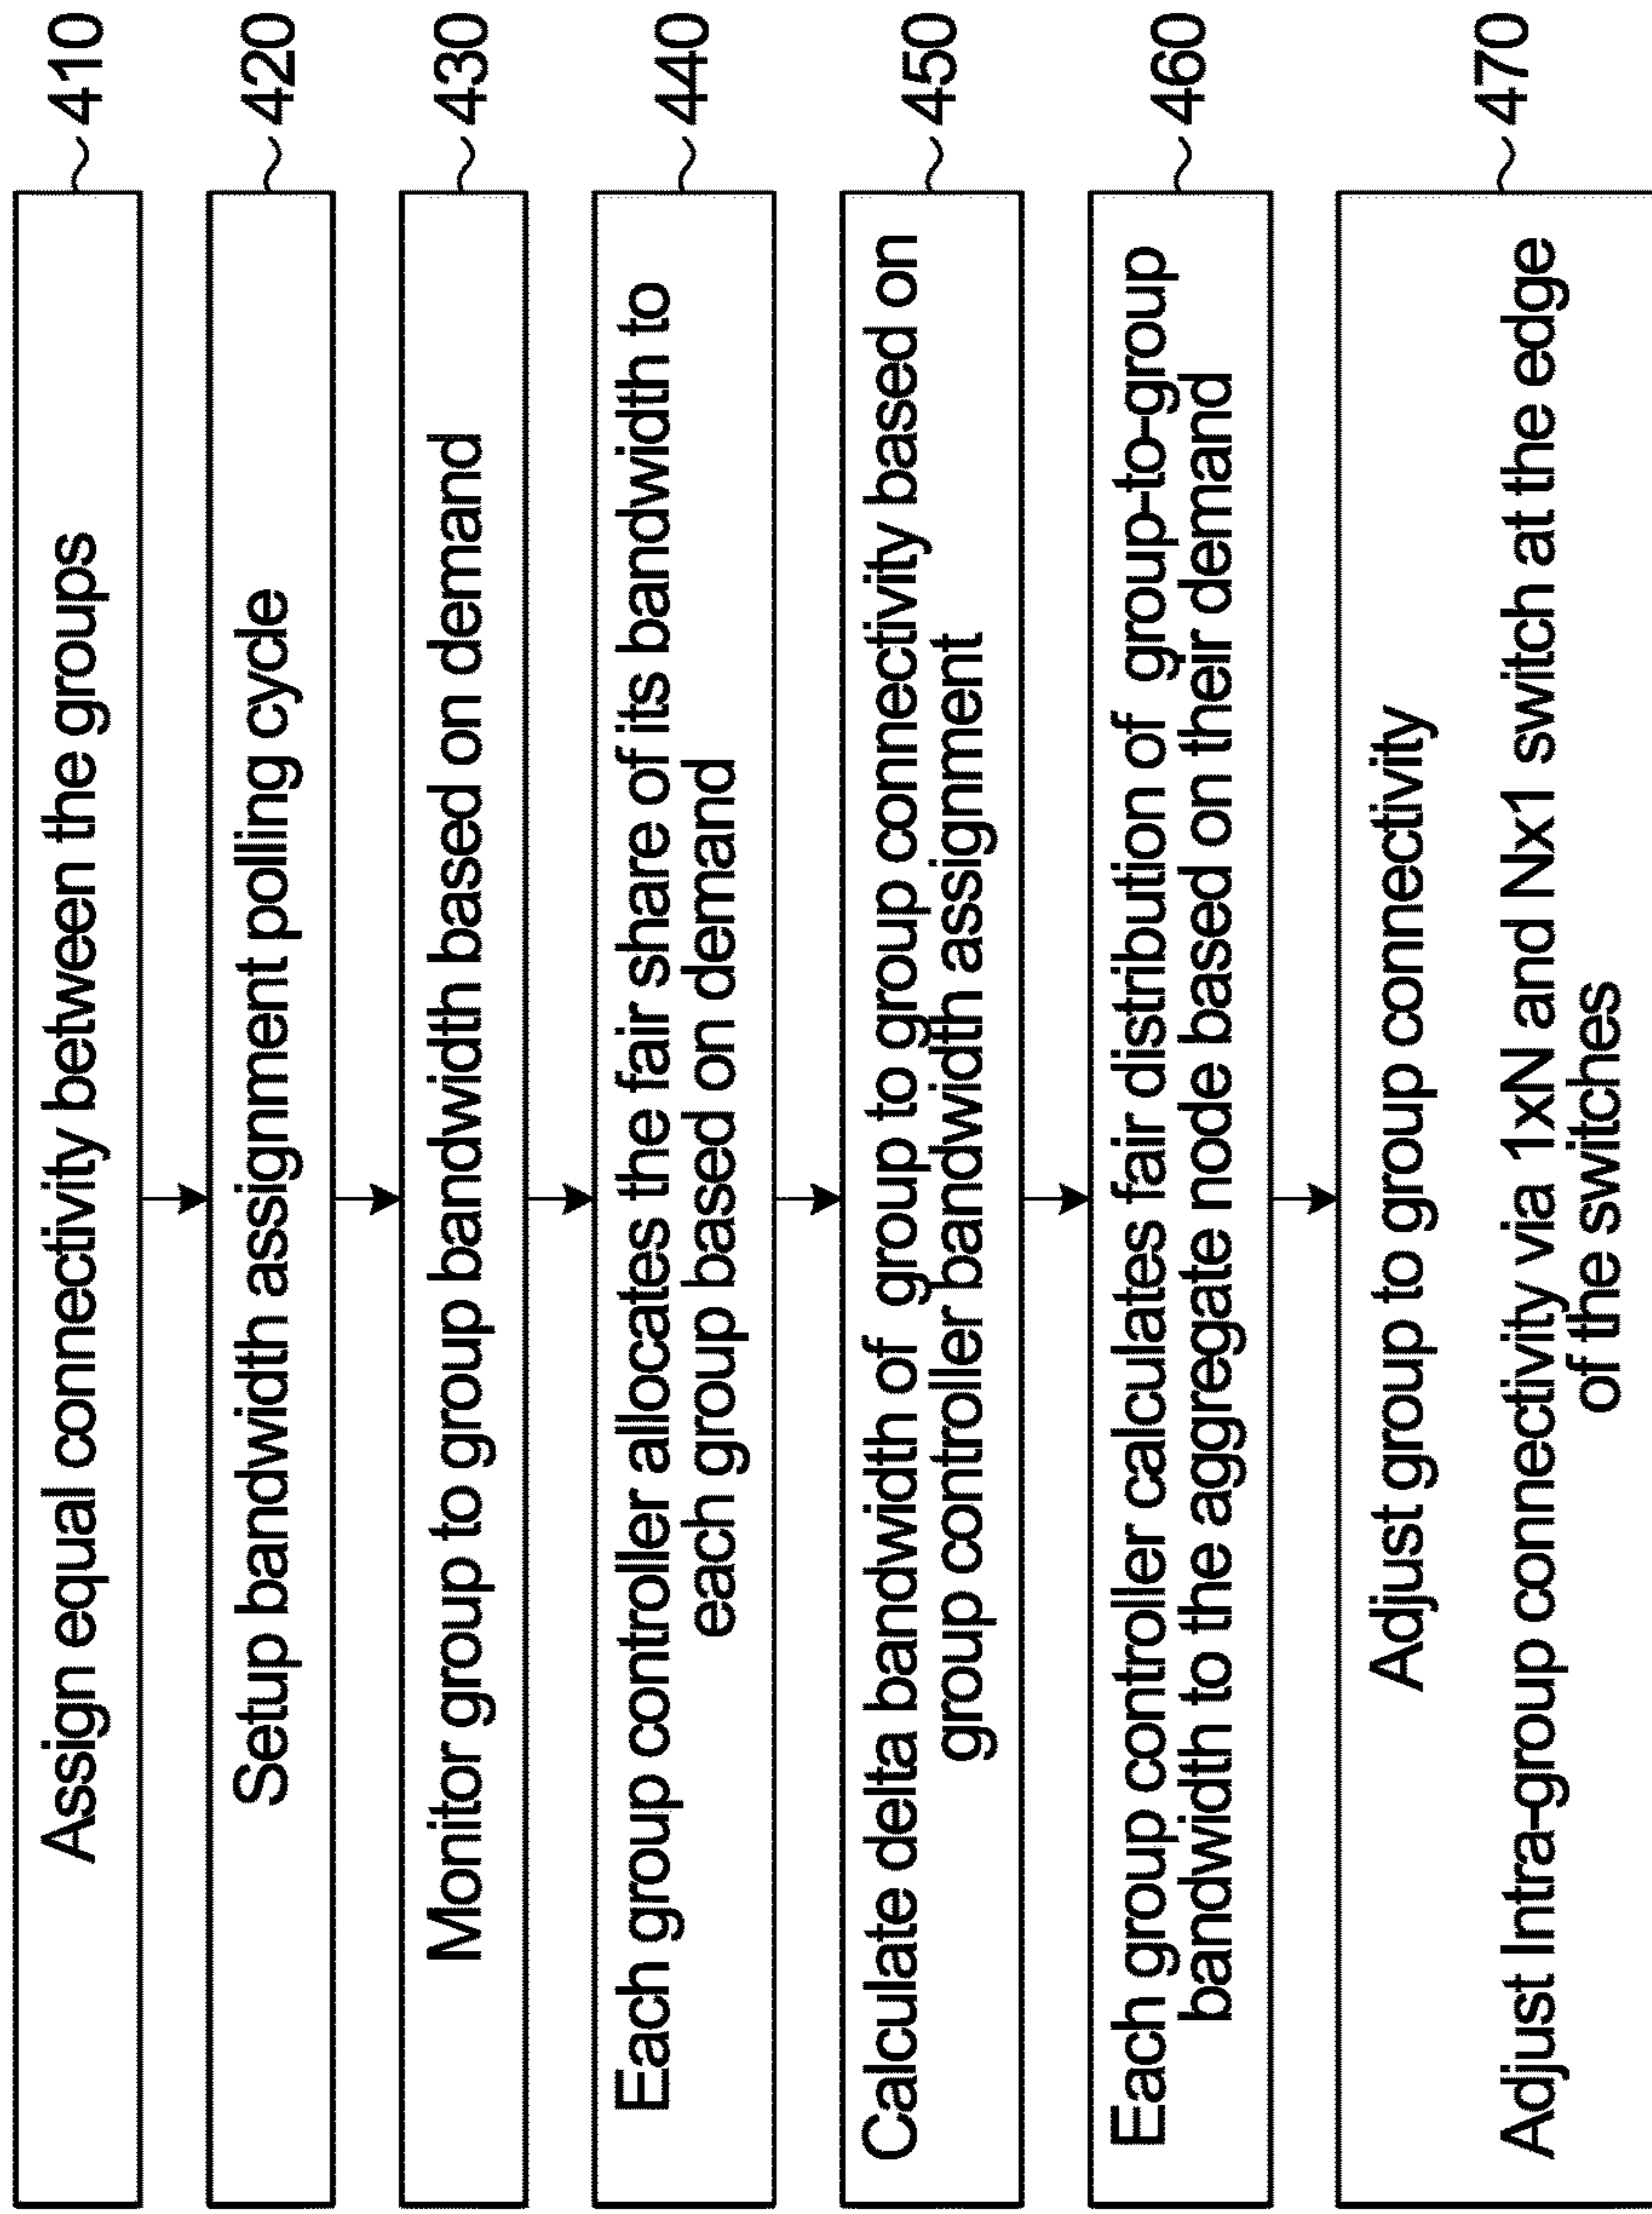 Assign equal connectivity between the groups
410
Setup bandwidth assignment polling cycle
420
Monitor group to group bandwidth based on demand
430
Each group controller allocates the fair share of its bandwidth to
each group based on demand
440
Calculate delta bandwidth of group to group connectivity based on
group controller bandwidth assignment
450
Each group controller calculates fair distribution of group-to-group
bandwidth to the aggregate node based on their demand
460
Adjust group to group connectivity
Adjust Intra-group connectivity via 1xN and Nx1 switch at the edge
of the switches
470